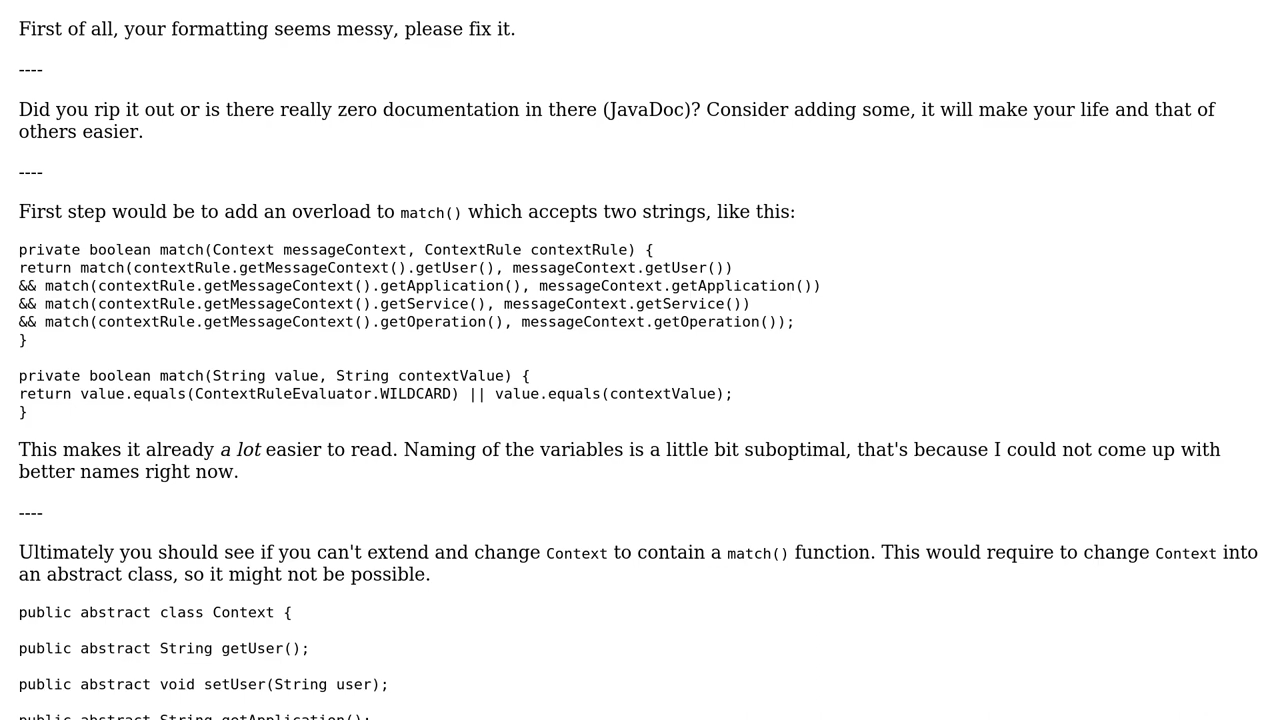 First of all, your formatting seems messy, please fix it.
----
Did you rip it out or is there really zero documentation in there (JavaDoc)? Consider adding some, it will make your life and that of
others easier.
----
First step would be to add an overload to match() which accepts two strings, like this:
private boolean match(Context messageContext, ContextRule contextRule) {
return match(contextRule.getMessageContext().getUser(), messageContext.getUser())
&& match(contextRule.getMessageContext().getApplication(), messageContext.getApplication())
&& match(contextRule.getMessageContext().getService(), messageContext.getService())
&& match(contextRule.getMessageContext().getOperation(), messageContext.getOperation());
}
private boolean match(String value, String contextValue) {
return value.equals(ContextRuleEvaluator.WILDCARD) || value.equals(contextValue);
}
This makes it already a lot easier to read. Naming of the variables is a little bit suboptimal, that's because I could not come up with
better names right now.
----
Ultimately you should see if you can't extend and change Context to contain a match() function. This would require to change Context into
an abstract class, so it might not be possible.
public abstract class Context {
public abstract String getUser();
public abstract void setUser(String user);
public abstract String getApplication();